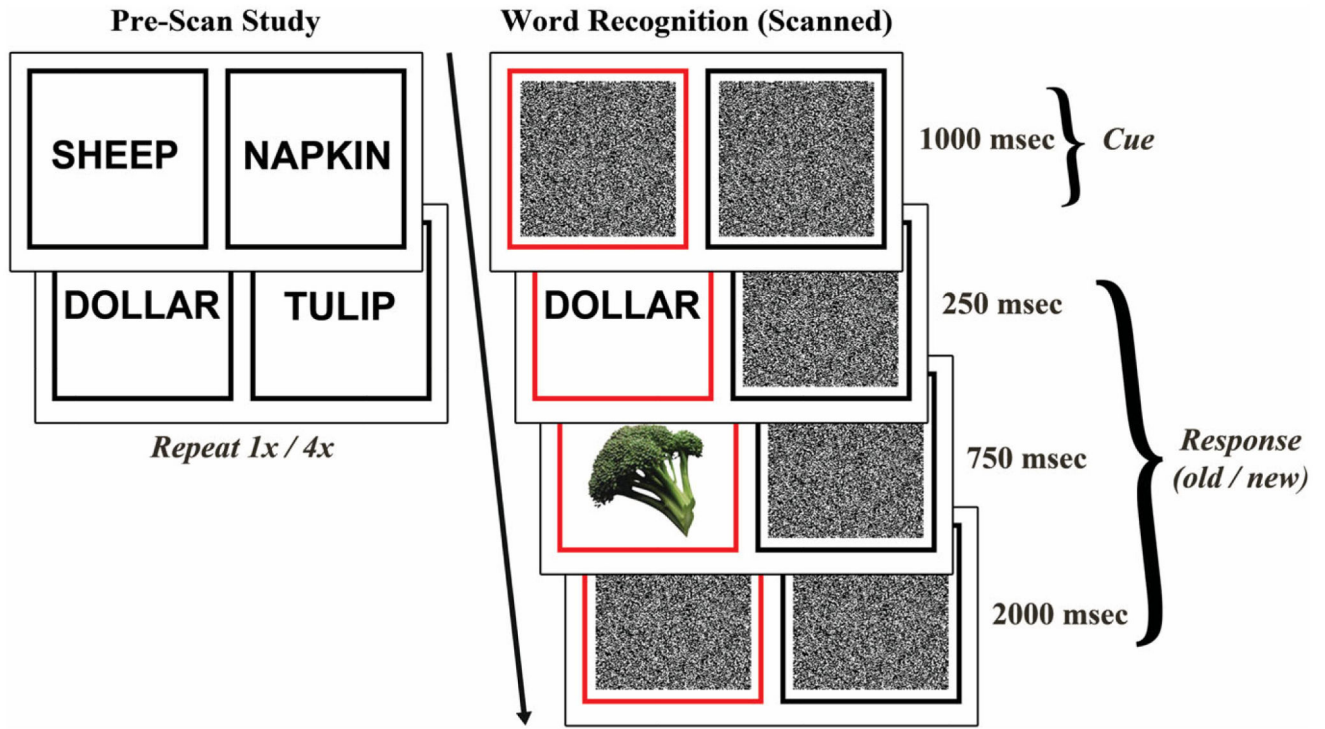 Pre-Scan Study
SHEEP
NAPKIN
DOLLAR
TULIP
Repeat 1x / 4x
Word Recognition (Scanned)
1000 msec
Cue
DOLLAR
250 msec
750 msec
2000 msec
Response
(old / new)